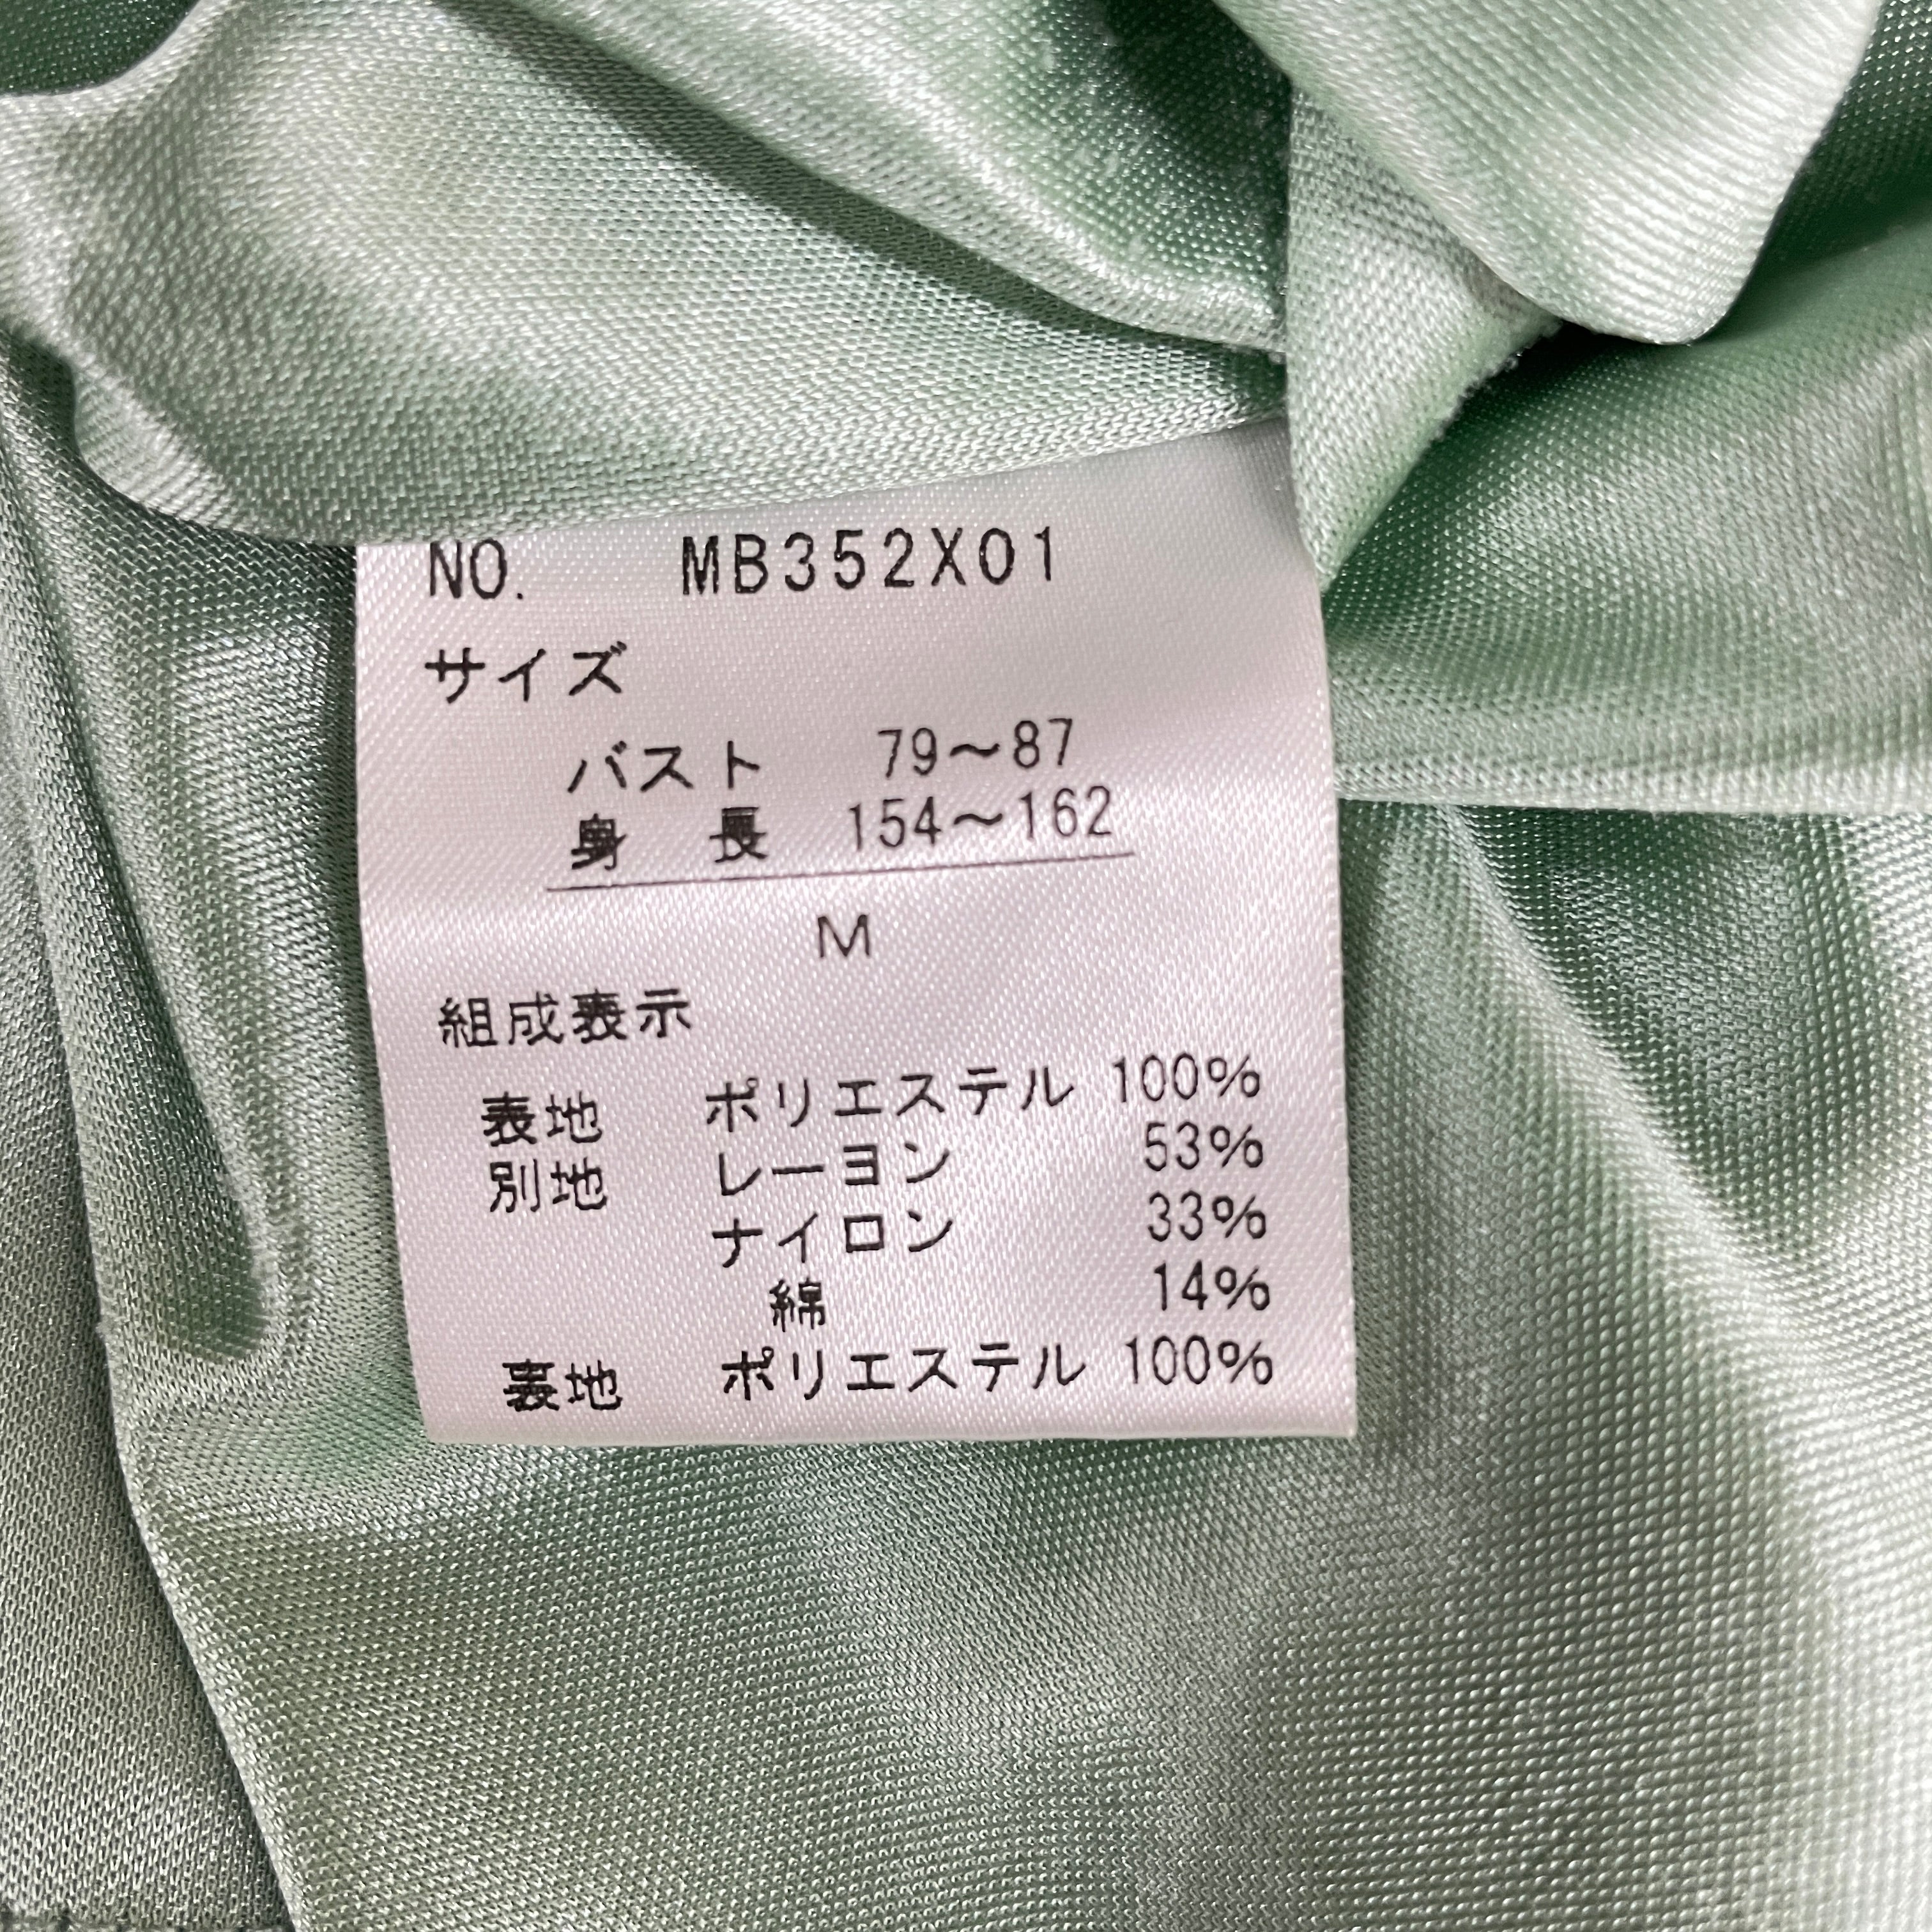 NO. MB352X01
サイズ
バスト 79～87
身 長 154～162
M
組成表示
表地 ポリエステル 100%
別地 レーヨン 53%
ナイロン 33%
綿 14%
裏地 ポリエステル 100%